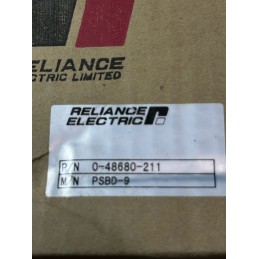 RELIANCE
ECTRIC LIMITED
RELIANCE
ELECTRIC
P/N 0-48680-211
M/N PSBD-9